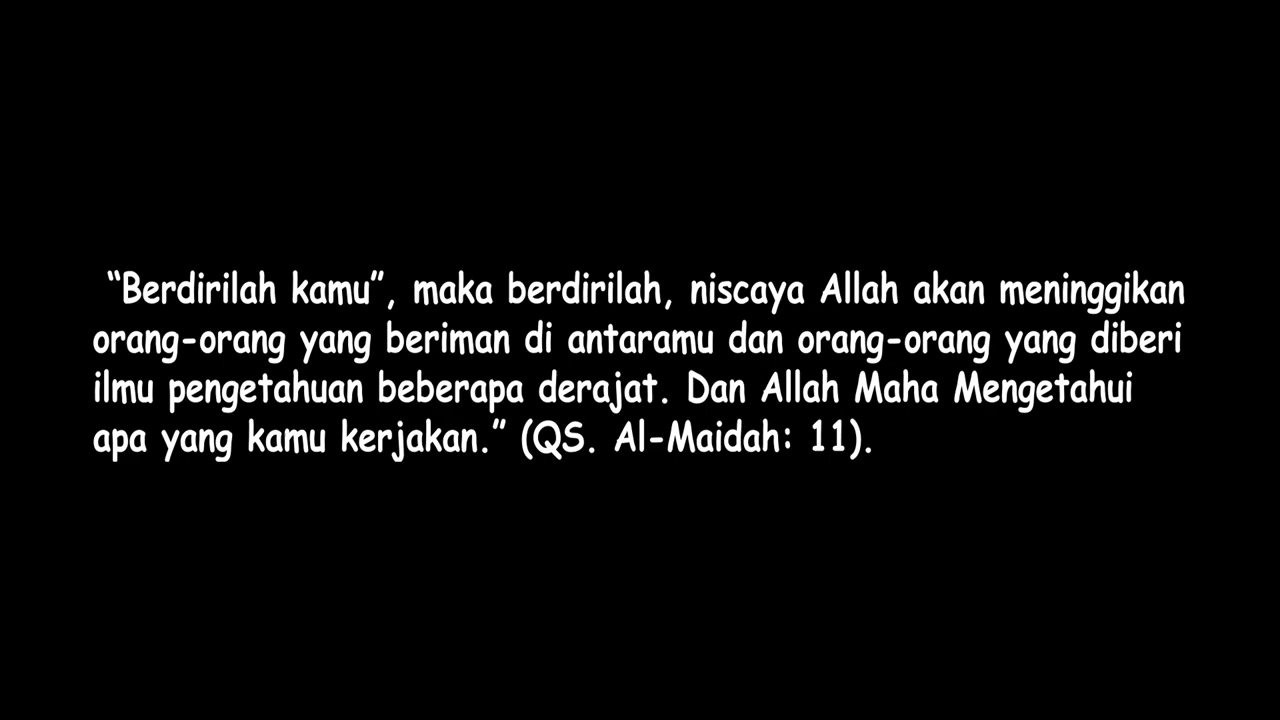 “Berdirilah kamu”, maka berdirilah, niscaya Allah akan meninggikan
orang-orang yang beriman di antaramu dan orang-orang yang diberi
ilmu pengetahuan beberapa derajat. Dan Allah Maha Mengetahui
apa yang kamu kerjakan.” (QS. Al-Maidah: 11).